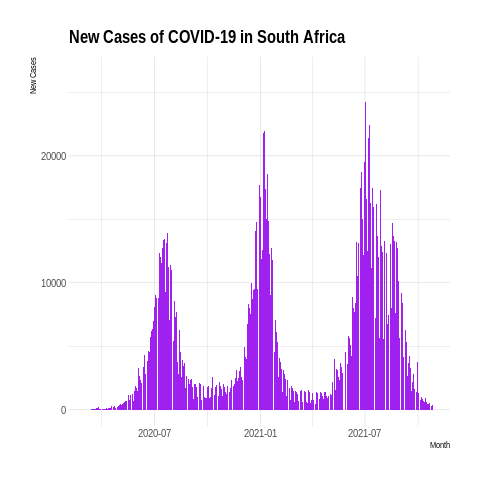 New Cases of COVID-19 in South Africa
New Cases
20000
10000
0
2020-07
2021-01
2021-07
Month